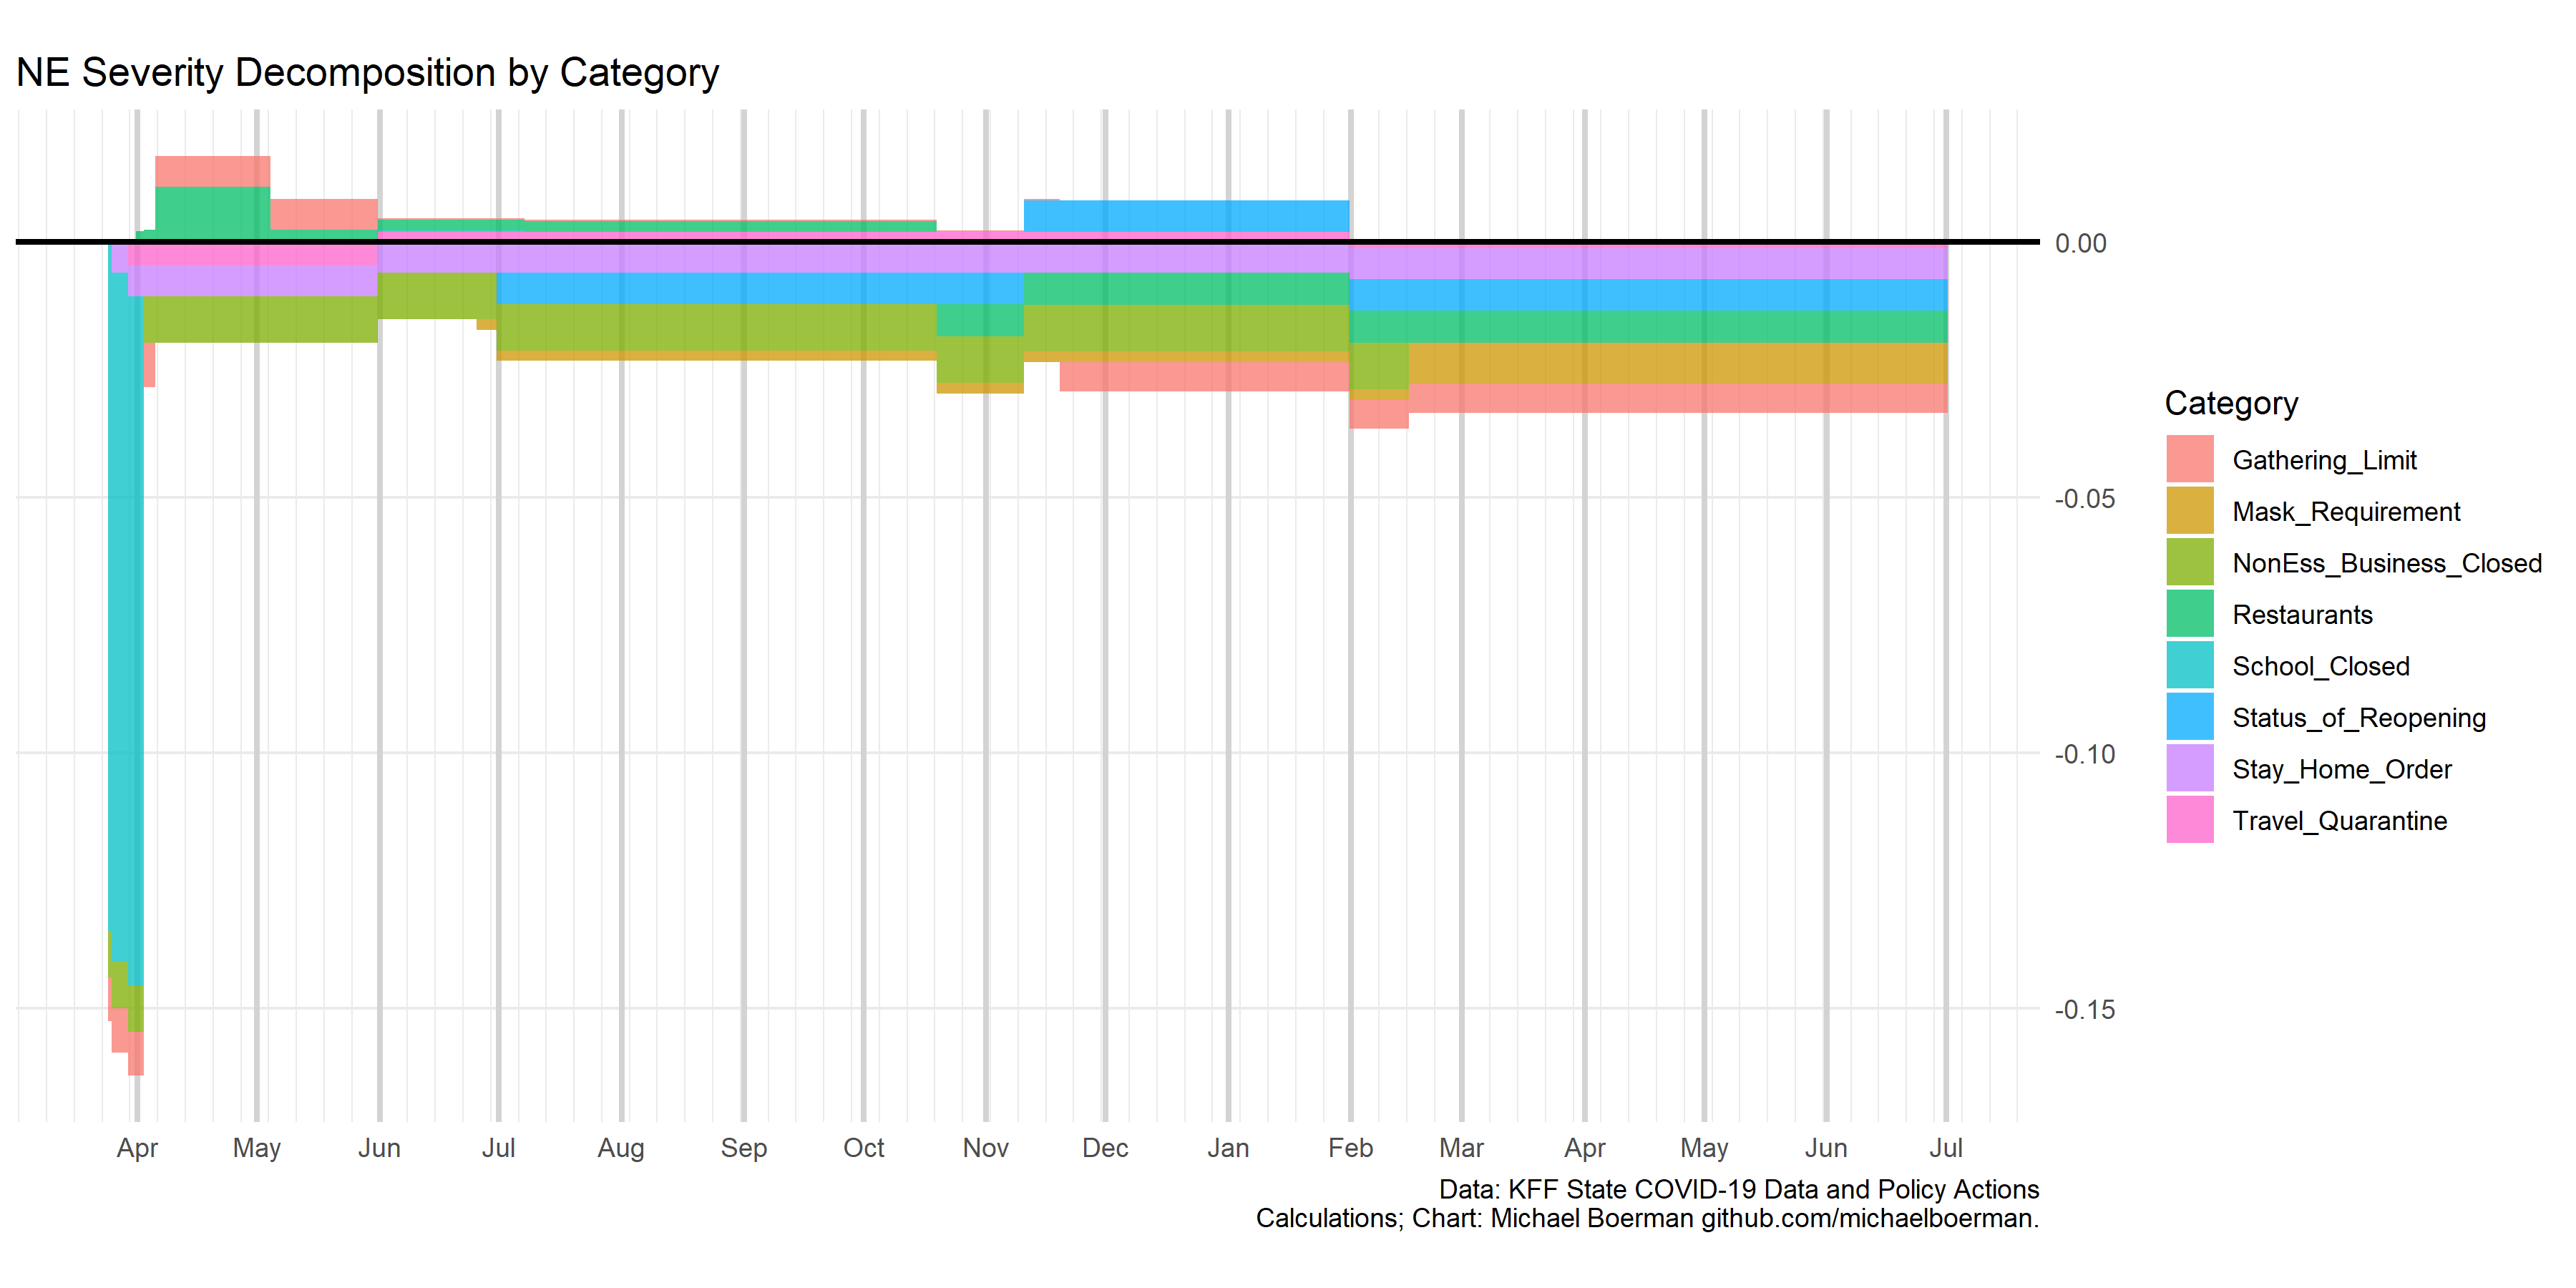 NE Severity Decomposition by Category
0.00
-0.05
-0.10
-0.15
Apr May Jun Jul Aug Sep Oct Nov Dec Jan Feb Mar Apr May Jun Jul
Data: KFF State COVID-19 Data and Policy Actions
Calculations; Chart: Michael Boerman github.com/michaelboerman.
Category
Gathering_Limit
Mask_Requirement
NonEss_Business_Closed
Restaurants
School_Closed
Status_of_Reopening
Stay_Home_Order
Travel_Quarantine